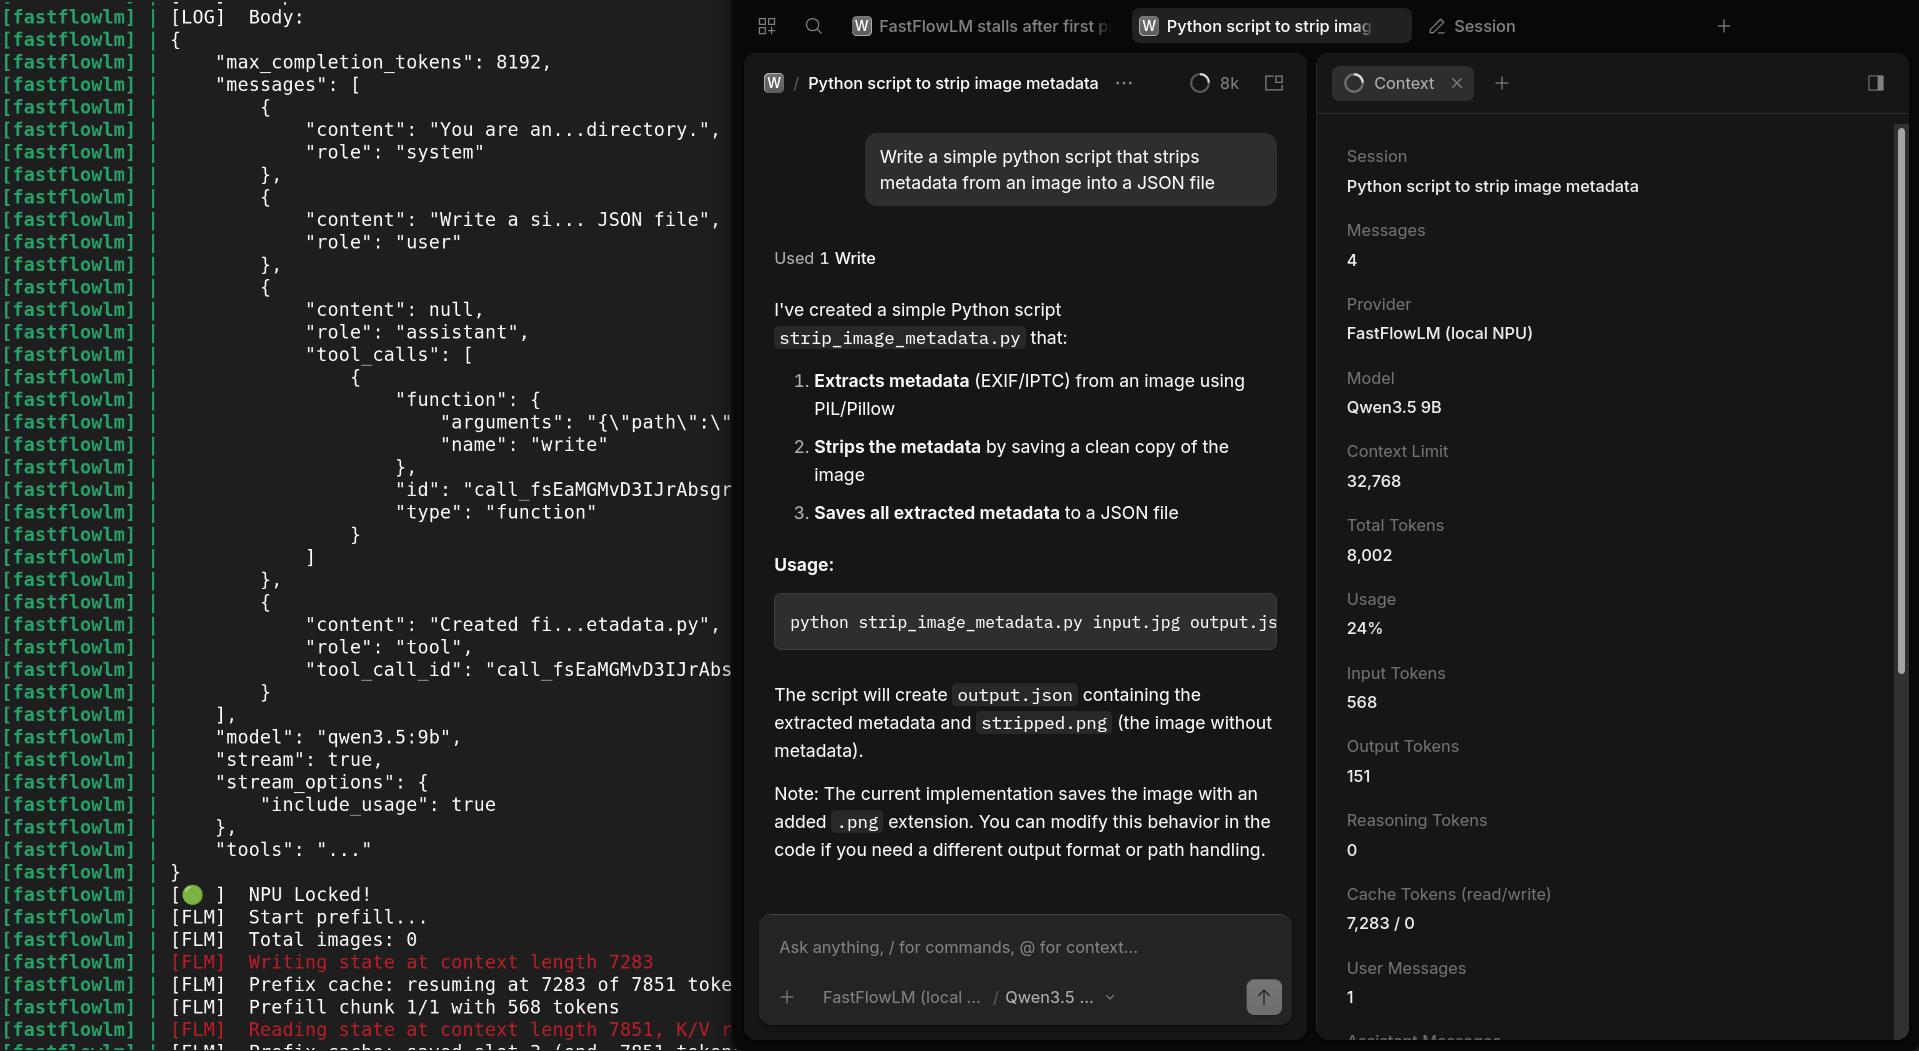 [fastflowlm] | [LOG]  Body:
[fastflowlm] | {
[fastflowlm] |     "max_completion_tokens": 8192,
[fastflowlm] |     "messages": [
[fastflowlm] |         {
[fastflowlm] |             "content": "You are an...directory.",
[fastflowlm] |             "role": "system"
[fastflowlm] |         },
[fastflowlm] |         {
[fastflowlm] |             "content": "Write a si... JSON file",
[fastflowlm] |             "role": "user"
[fastflowlm] |         },
[fastflowlm] |         {
[fastflowlm] |             "content": null,
[fastflowlm] |             "role": "assistant",
[fastflowlm] |             "tool_calls": [
[fastflowlm] |                 {
[fastflowlm] |                     "function": {
[fastflowlm] |                         "arguments": "{\"path\":\"
[fastflowlm] |                         "name": "write"
[fastflowlm] |                     },
[fastflowlm] |                     "id": "call_fsEaMGMvD3IJrAbsgr
[fastflowlm] |                     "type": "function"
[fastflowlm] |                 }
[fastflowlm] |             ]
[fastflowlm] |         },
[fastflowlm] |         {
[fastflowlm] |             "content": "Created fi...etadata.py",
[fastflowlm] |             "role": "tool",
[fastflowlm] |             "tool_call_id": "call_fsEaMGMvD3IJrAbs
[fastflowlm] |         }
[fastflowlm] |     ],
[fastflowlm] |     "model": "qwen3.5:9b",
[fastflowlm] |     "stream": true,
[fastflowlm] |     "stream_options": {
[fastflowlm] |         "include_usage": true
[fastflowlm] |     },
[fastflowlm] |     "tools": "..."
[fastflowlm] | }
[fastflowlm] | [🟢 ]  NPU Locked!
[fastflowlm] | [FLM]  Start prefill...
[fastflowlm] | [FLM]  Total images: 0
[fastflowlm] | [FLM]  Writing state at context length 7283
[fastflowlm] | [FLM]  Prefix cache: resuming at 7283 of 7851 toke
[fastflowlm] | [FLM]  Prefill chunk 1/1 with 568 tokens
[fastflowlm] | [FLM]  Reading state at context length 7851, K/V r
[fastflowlm] | [FLM]  Prefix cache: saved slot 3 (end, 7851 token
W FastFlowLM stalls after first p
W Python script to strip imag
Session
W / Python script to strip image metadata ··· 8k
Write a simple python script that strips
metadata from an image into a JSON file
Used 1 Write
I've created a simple Python script
strip_image_metadata.py that:
1. Extracts metadata (EXIF/IPTC) from an image using
PIL/Pillow
2. Strips the metadata by saving a clean copy of the
image
3. Saves all extracted metadata to a JSON file
Usage:
python strip_image_metadata.py input.jpg output.js
The script will create output.json containing the
extracted metadata and stripped.png (the image without
metadata).
Note: The current implementation saves the image with an
added .png extension. You can modify this behavior in the
code if you need a different output format or path handling.
Ask anything, / for commands, @ for context...
FastFlowLM (local ... / Qwen3.5 ...
Context
Session
Python script to strip image metadata
Messages
4
Provider
FastFlowLM (local NPU)
Model
Qwen3.5 9B
Context Limit
32,768
Total Tokens
8,002
Usage
24%
Input Tokens
568
Output Tokens
151
Reasoning Tokens
0
Cache Tokens (read/write)
7,283 / 0
User Messages
1
Assistant Messages